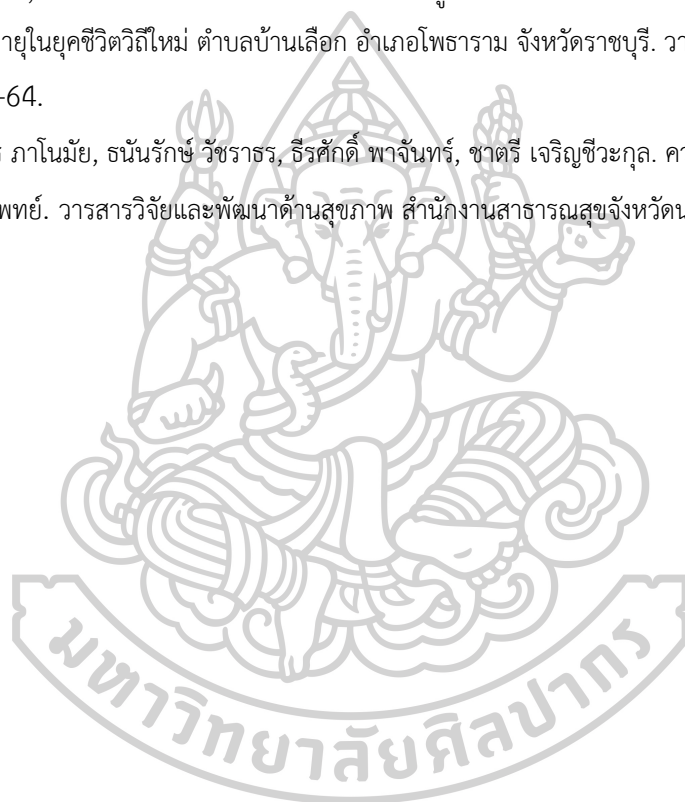 ายุในยุคชีวิตวิถีใหม่ ตำบลบ้านเลือก อำเภอโพธาราม จังหวัดราชบุรี. วา
-64.
ร ภาโนมัย, ธนันรักษ์ วัชราธร, ธีรศักดิ์ พาจันทร์, ชาตรี เจริญชีวะกุล. คา
พทย์. วารสารวิจัยและพัฒนาด้านสุขภาพ สำนักงานสาธารณสุขจังหวัดน
มหาวิทยาลัยศิลปากร